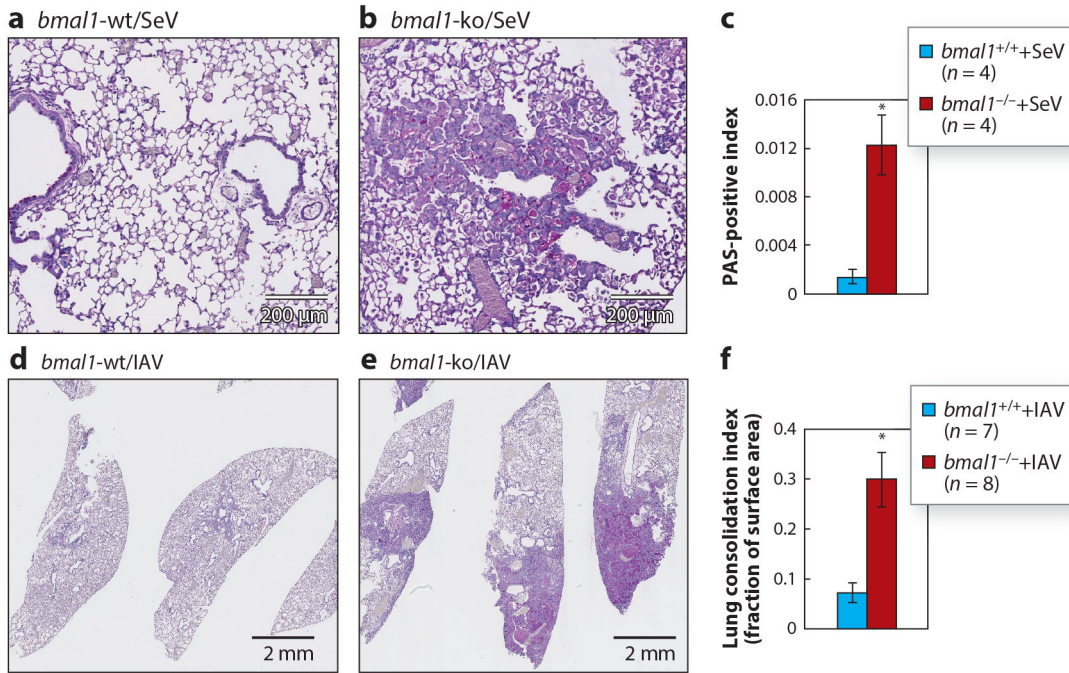 a bmal1-wt/SeV
b bmal1-ko/SeV
c
bmal1+/++SeV
(n = 4)
bmal1–/–+SeV
(n = 4)
200 µm
200 µm
PAS-positive index
0.016
0.012
0.008
0.004
0
*
d bmal1-wt/IAV
e bmal1-ko/IAV
f
bmal1+/++IAV
(n = 7)
bmal1–/–+IAV
(n = 8)
2 mm
2 mm
Lung consolidation index
(fraction of surface area)
0.4
0.3
0.2
0.1
0
*